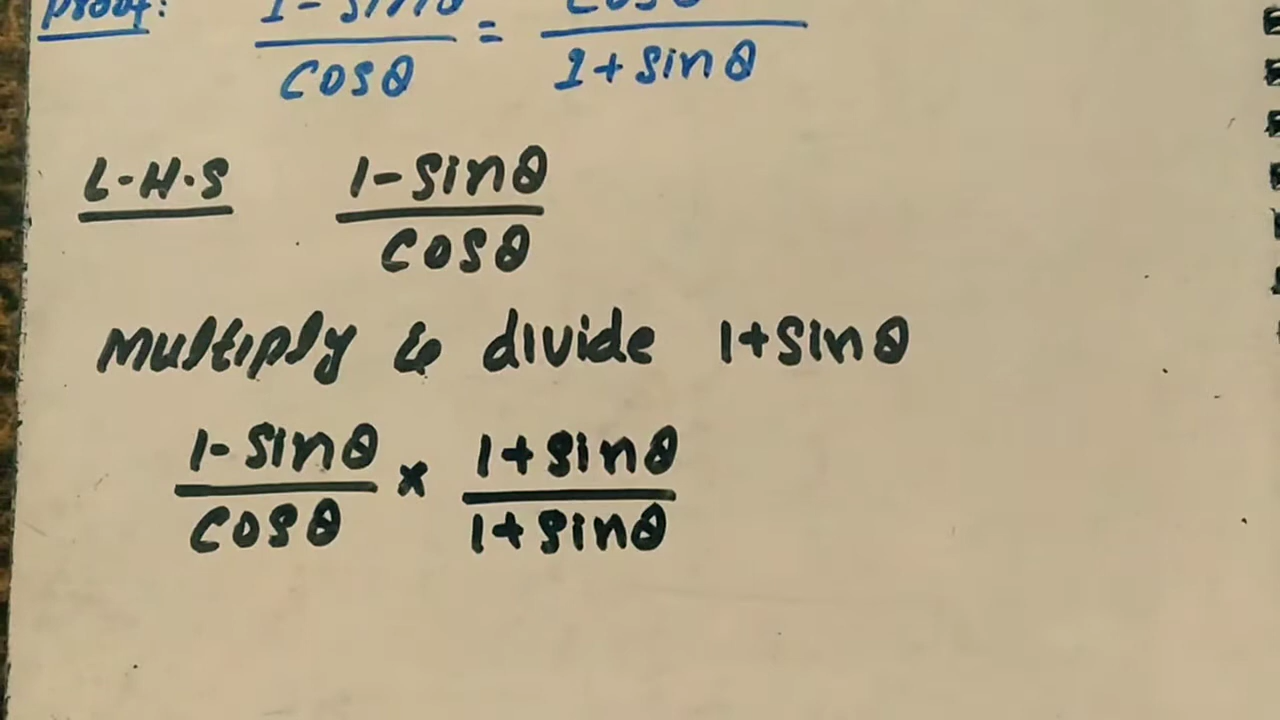 Proof: 1 - sinθ / cosθ = cosθ / 1 + sinθ
L.H.S 1 - sinθ / cosθ
multiply & divide 1 + sinθ
1 - sinθ / cosθ × 1 + sinθ / 1 + sinθ